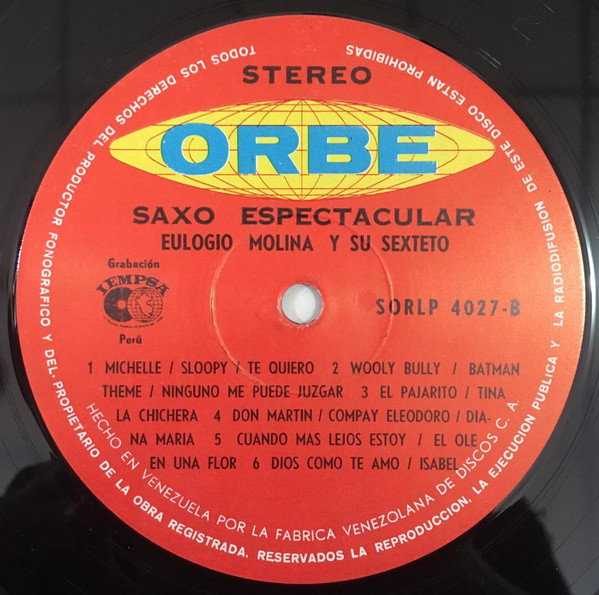 STEREO
ORBE
SAXO ESPECTACULAR
EULOGIO MOLINA Y SU SEXTETO
Grabación
IEMPSA
Perú
SORLP 4027-B
1 MICHELLE / SLOOPY / TE QUIERO 2 WOOLY BULLY / BATMAN
THEME / NINGUNO ME PUEDE JUZGAR 3 EL PAJARITO / TINA
LA CHICHERA 4 DON MARTIN / COMPAY ELEODORO / DIA-
NA MARIA 5 CUANDO MAS LEJOS ESTOY / EL OLE
EN UNA FLOR 6 DIOS COMO TE AMO / ISABEL
HECHO EN VENEZUELA POR LA FABRICA VENEZOLANA DE DISCOS C. A.
TODOS LOS DERECHOS DEL PRODUCTOR FONOGRAFICO Y DEL PROPIETARIO DE LA OBRA REGISTRADA. RESERVADOS LA REPRODUCCION, LA EJECUCION PUBLICA Y LA RADIODIFUSION DE ESTE DISCO ESTAN PROHIBIDAS